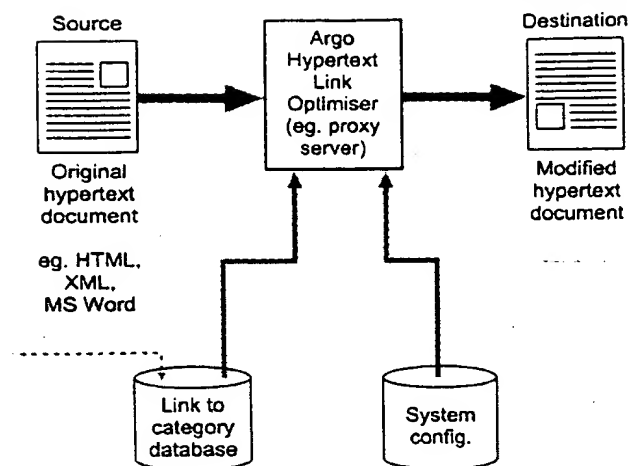 Source
Original
hypertext
document
eg. HTML,
XML,
MS Word
Argo
Hypertext
Link
Optimiser
(eg. proxy
server)
Destination
Modified
hypertext
document
Link to
category
database
System
config.